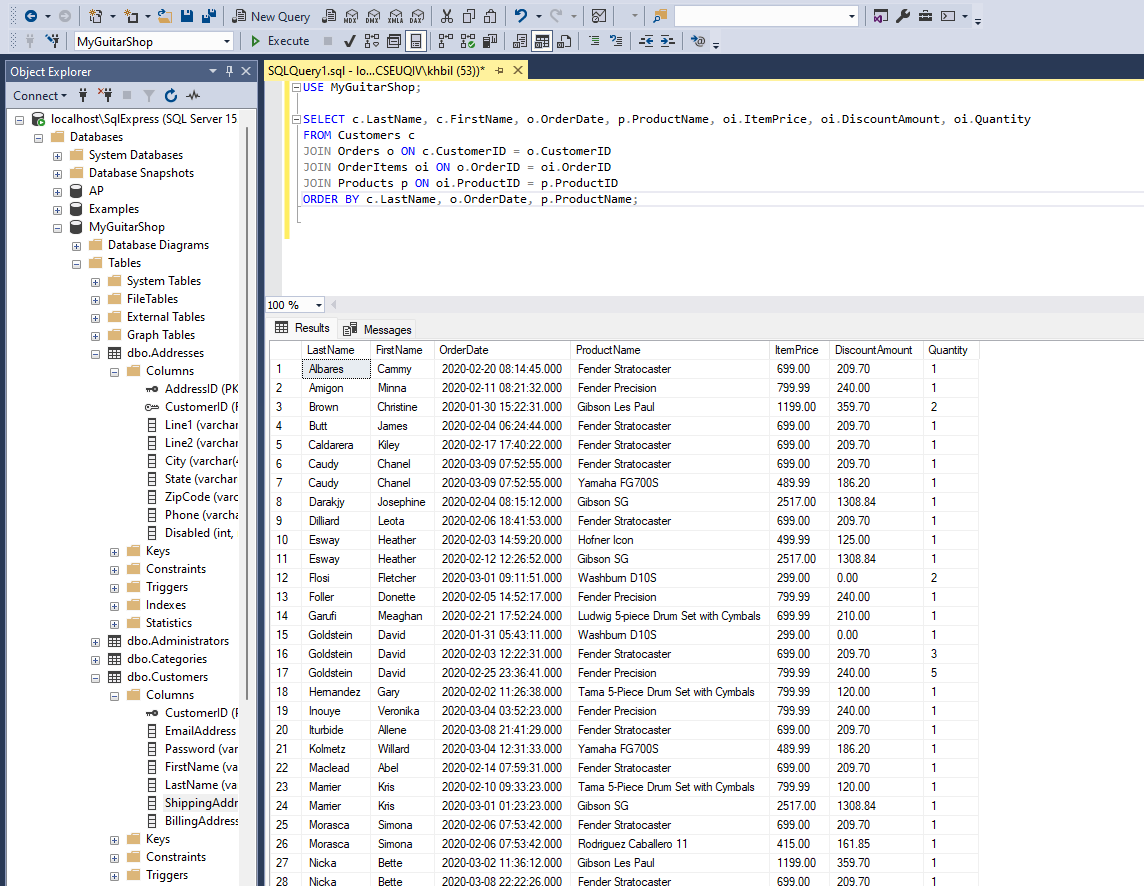 New Query
MDX
DMX
XMLA
DAX
MyGuitarShop
Execute
Object Explorer
SQLQuery1.sql - lo...CSEUQIV\khbil (53))*
Connect
localhost\SqlExpress (SQL Server 15
Databases
System Databases
Database Snapshots
AP
Examples
MyGuitarShop
Database Diagrams
Tables
System Tables
FileTables
External Tables
Graph Tables
dbo.Addresses
Columns
AddressID (PK
CustomerID (F
Line1 (varchar
Line2 (varchar
City (varchar(4
State (varchar
ZipCode (varc
Phone (varcha
Disabled (int,
Keys
Constraints
Triggers
Indexes
Statistics
dbo.Administrators
dbo.Categories
dbo.Customers
Columns
CustomerID (F
EmailAddress
Password (var
FirstName (va
LastName (va
ShippingAddr
BillingAddress
Keys
Constraints
Triggers
USE MyGuitarShop;
SELECT c.LastName, c.FirstName, o.OrderDate, p.ProductName, oi.ItemPrice, oi.DiscountAmount, oi.Quantity
FROM Customers c
JOIN Orders o ON c.CustomerID = o.CustomerID
JOIN OrderItems oi ON o.OrderID = oi.OrderID
JOIN Products p ON oi.ProductID = p.ProductID
ORDER BY c.LastName, o.OrderDate, p.ProductName;
100 %
Results Messages
LastName FirstName OrderDate ProductName ItemPrice DiscountAmount Quantity
1 Albares Cammy 2020-02-20 08:14:45.000 Fender Stratocaster 699.00 209.70 1
2 Amigon Minna 2020-02-11 08:21:32.000 Fender Precision 799.99 240.00 1
3 Brown Christine 2020-01-30 15:22:31.000 Gibson Les Paul 1199.00 359.70 2
4 Butt James 2020-02-04 06:24:44.000 Fender Stratocaster 699.00 209.70 1
5 Caldarera Kiley 2020-02-17 17:40:22.000 Fender Stratocaster 699.00 209.70 1
6 Caudy Chanel 2020-03-09 07:52:55.000 Fender Stratocaster 699.00 209.70 1
7 Caudy Chanel 2020-03-09 07:52:55.000 Yamaha FG700S 489.99 186.20 1
8 Darakjy Josephine 2020-02-04 08:15:12.000 Gibson SG 2517.00 1308.84 1
9 Dilliard Leota 2020-02-06 18:41:53.000 Fender Stratocaster 699.00 209.70 1
10 Esway Heather 2020-02-03 14:59:20.000 Hofner Icon 499.99 125.00 1
11 Esway Heather 2020-02-12 12:26:52.000 Gibson SG 2517.00 1308.84 1
12 Flosi Fletcher 2020-03-01 09:11:51.000 Washburn D10S 299.00 0.00 2
13 Foller Donette 2020-02-05 14:52:17.000 Fender Precision 799.99 240.00 1
14 Garufi Meaghan 2020-02-21 17:52:24.000 Ludwig 5-piece Drum Set with Cymbals 699.99 210.00 1
15 Goldstein David 2020-01-31 05:43:11.000 Washburn D10S 299.00 0.00 1
16 Goldstein David 2020-02-03 12:22:31.000 Fender Stratocaster 699.00 209.70 3
17 Goldstein David 2020-02-25 23:36:41.000 Fender Precision 799.99 240.00 5
18 Hernandez Gary 2020-02-02 11:26:38.000 Tama 5-Piece Drum Set with Cymbals 799.99 120.00 1
19 Inouye Veronika 2020-03-04 03:52:23.000 Fender Precision 799.99 240.00 1
20 Iturbide Allene 2020-03-08 21:41:29.000 Fender Stratocaster 699.00 209.70 1
21 Kolmetz Willard 2020-03-04 12:31:33.000 Yamaha FG700S 489.99 186.20 1
22 Maclead Abel 2020-02-14 07:59:31.000 Fender Stratocaster 699.00 209.70 1
23 Marrier Kris 2020-02-10 09:33:23.000 Tama 5-Piece Drum Set with Cymbals 799.99 120.00 1
24 Marrier Kris 2020-03-01 01:23:23.000 Gibson SG 2517.00 1308.84 1
25 Morasca Simona 2020-02-06 07:53:42.000 Fender Stratocaster 699.00 209.70 1
26 Morasca Simona 2020-02-06 07:53:42.000 Rodriguez Caballero 11 415.00 161.85 1
27 Nicka Bette 2020-03-02 11:36:12.000 Gibson Les Paul 1199.00 359.70 1
28 Nicka Bette 2020-03-08 22:22:26.000 Fender Stratocaster 699.00 209.70 1